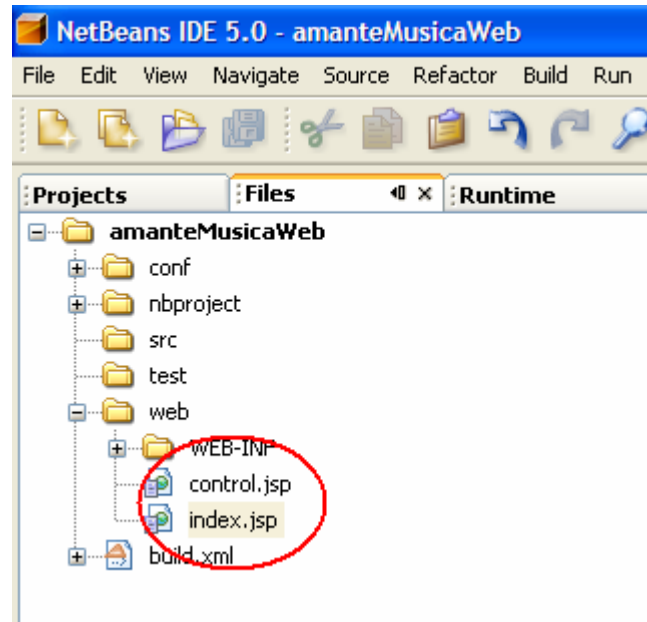 NetBeans IDE 5.0 - amanteMusicaWeb
File Edit View Navigate Source Refactor Build Run
Projects Files Runtime
amanteMusicaWeb
conf
nbproject
src
test
web
WEB-INF
control.jsp
index.jsp
build.xml